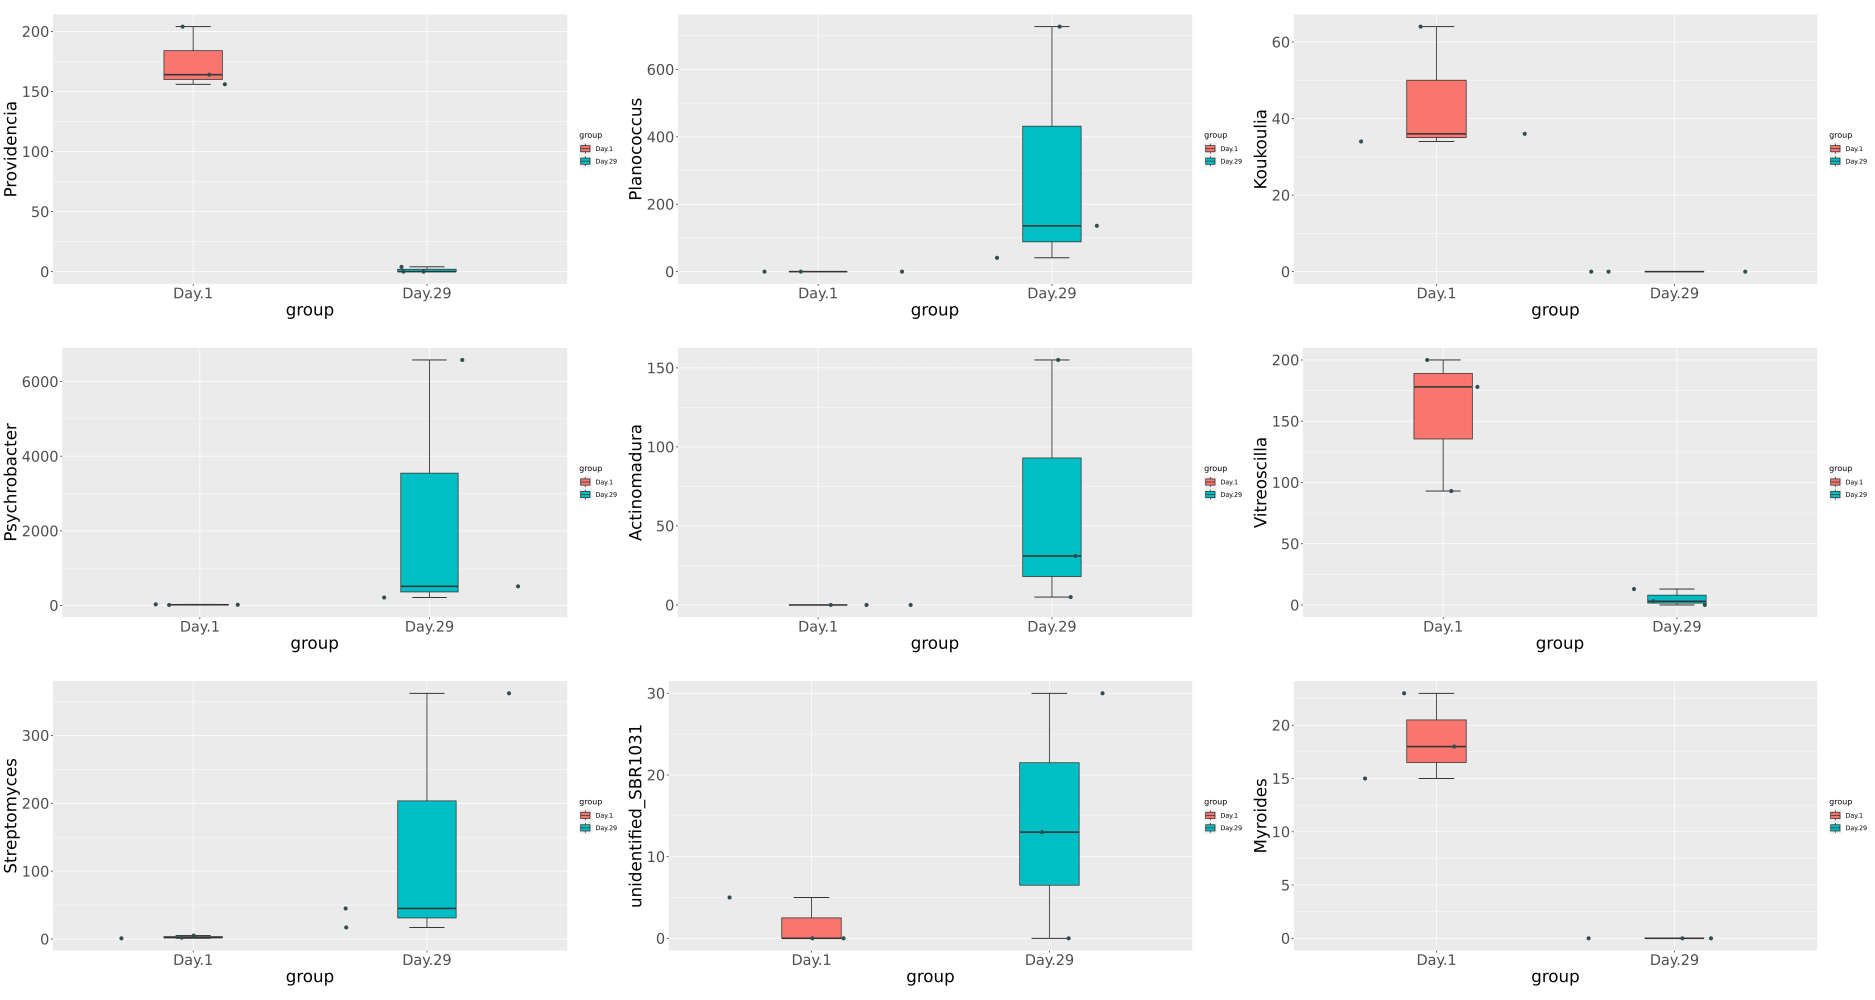 Providencia
200
150
100
50
0
Day.1
Day.29
group
group
Day.1
Day.29
Planococcus
600
400
200
0
Day.1
Day.29
group
group
Day.1
Day.29
Koukoulia
60
40
20
0
Day.1
Day.29
group
group
Day.1
Day.29
Psychrobacter
6000
4000
2000
0
Day.1
Day.29
group
group
Day.1
Day.29
Actinomadura
150
100
50
0
Day.1
Day.29
group
group
Day.1
Day.29
Vitreoscilla
200
150
100
50
0
Day.1
Day.29
group
group
Day.1
Day.29
Streptomyces
300
200
100
0
Day.1
Day.29
group
group
Day.1
Day.29
unidentified_SBR1031
30
20
10
0
Day.1
Day.29
group
group
Day.1
Day.29
Myroides
20
15
10
5
0
Day.1
Day.29
group
group
Day.1
Day.29